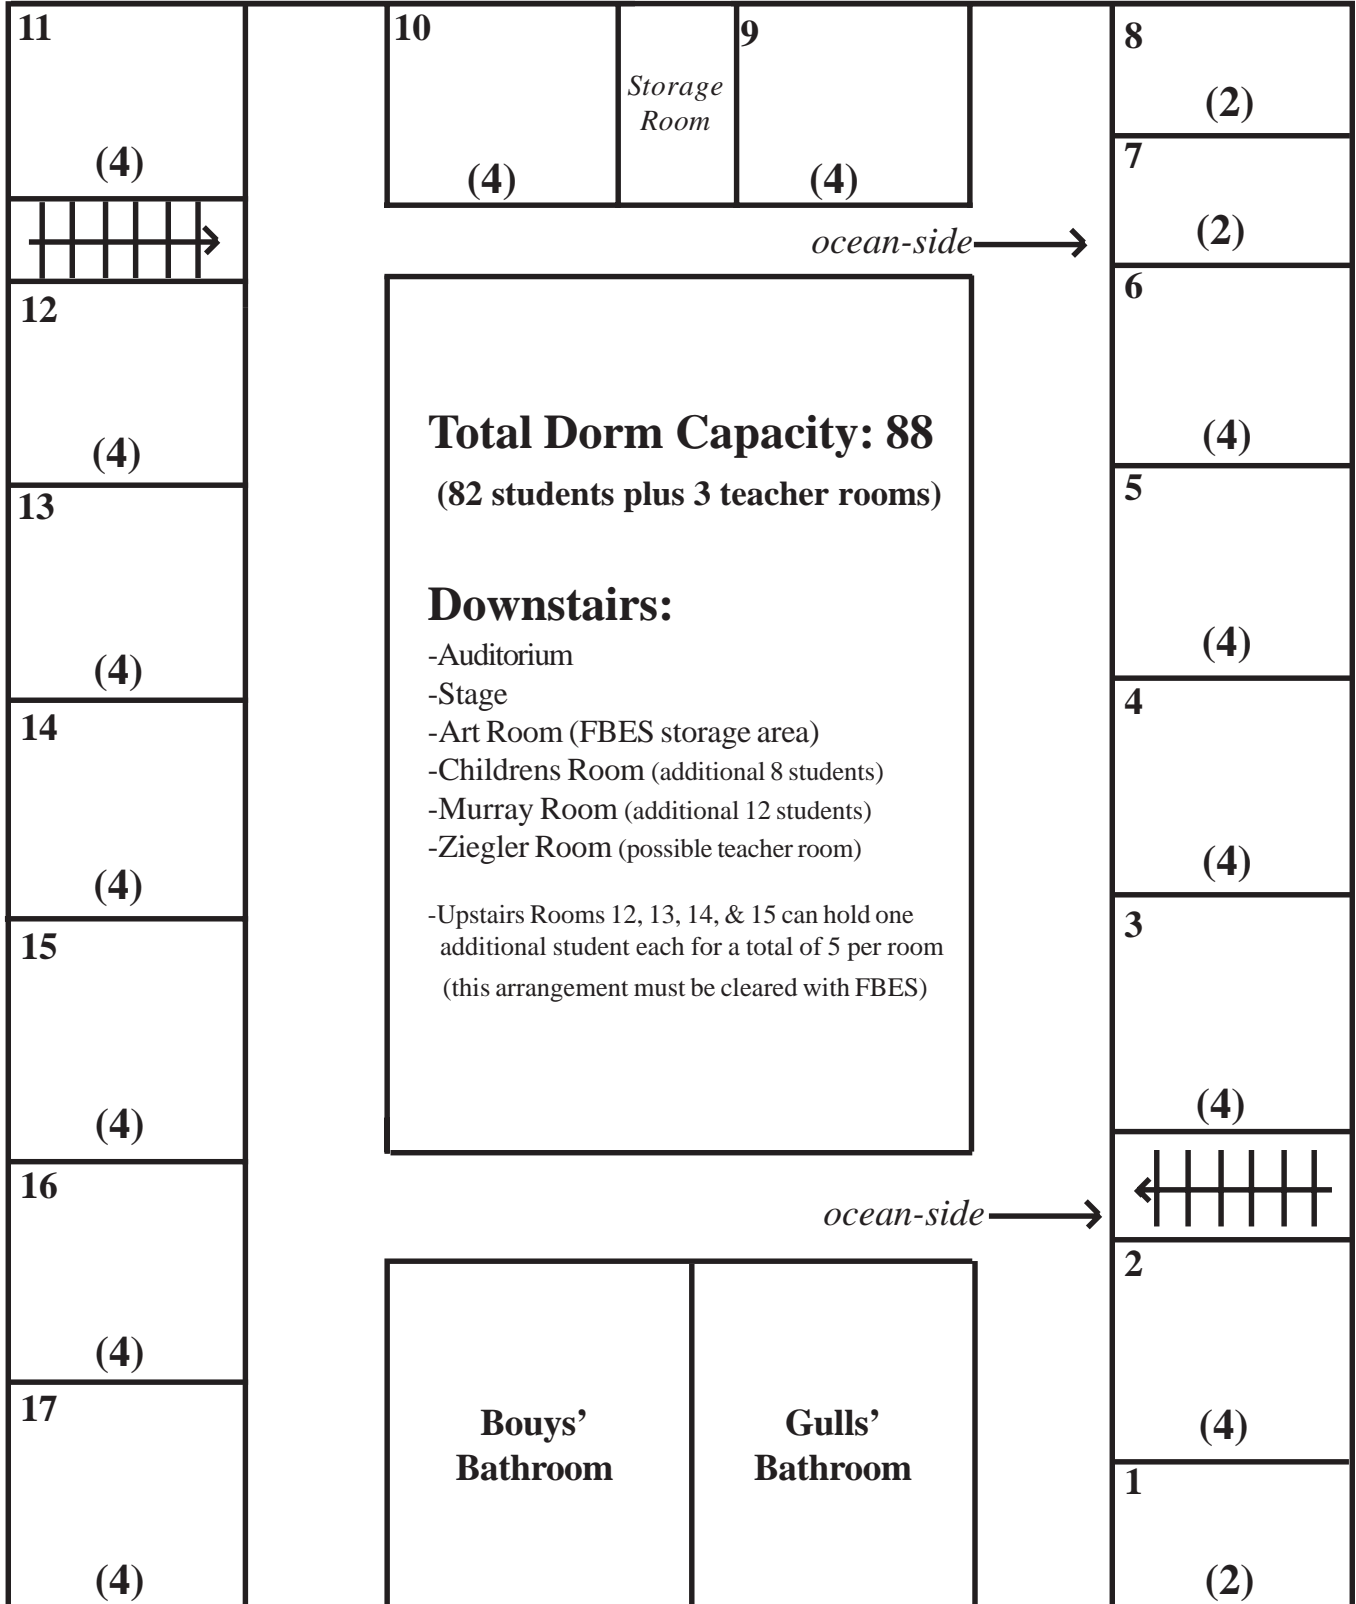 11
(4)
10
(4)
Storage
Room
9
(4)
8
(2)
7
(2)
ocean-side
6
(4)
12
(4)
5
(4)
13
(4)
4
(4)
14
(4)
3
(4)
15
(4)
Total Dorm Capacity: 88
(82 students plus 3 teacher rooms)
Downstairs:
-Auditorium
-Stage
-Art Room (FBES storage area)
-Childrens Room (additional 8 students)
-Murray Room (additional 12 students)
-Ziegler Room (possible teacher room)
-Upstairs Rooms 12, 13, 14, & 15 can hold one
additional student each for a total of 5 per room
(this arrangement must be cleared with FBES)
16
(4)
ocean-side
2
(4)
17
(4)
Bouys’
Bathroom
Gulls’
Bathroom
1
(2)